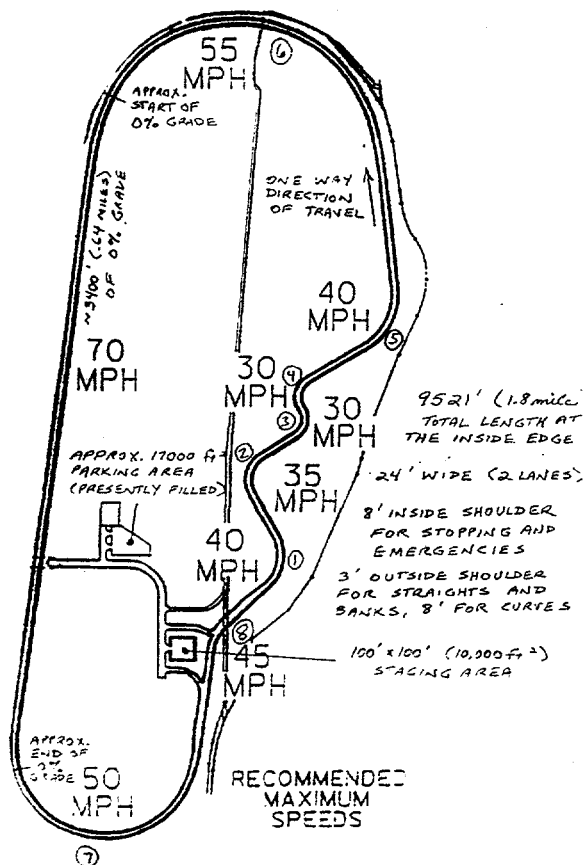 55
MPH
6
APPROX.
START OF
0% GRADE
ONE WAY
DIRECTION
OF TRAVEL
~3400' (.64 MILES)
OF 0% GRADE
40
MPH
5
70
MPH
30
MPH
4
3
30
MPH
9521' (1.8 mile
TOTAL LENGTH AT
THE INSIDE EDGE
APPROX. 17000 ft²
PARKING AREA
(PRESENTLY FILLED)
2
35
MPH
24' WIDE (2 LANES)
8' INSIDE SHOULDER
FOR STOPPING AND
EMERGENCIES
40
MPH
1
3' OUTSIDE SHOULDER
FOR STRAIGHTS AND
BANKS, 8' FOR CURVES
8
45
MPH
100' x 100' (10,000 ft²)
STAGING AREA
APPROX.
END OF
0%
GRADE
50
MPH
7
RECOMMENDED
MAXIMUM
SPEEDS